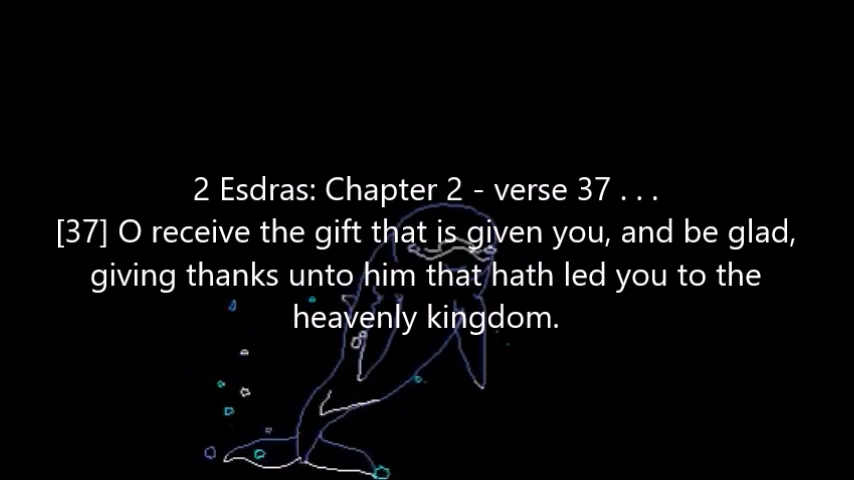 2 Esdras: Chapter 2 - verse 37 . . .
[37] O receive the gift that is given you, and be glad,
giving thanks unto him that hath led you to the
heavenly kingdom.